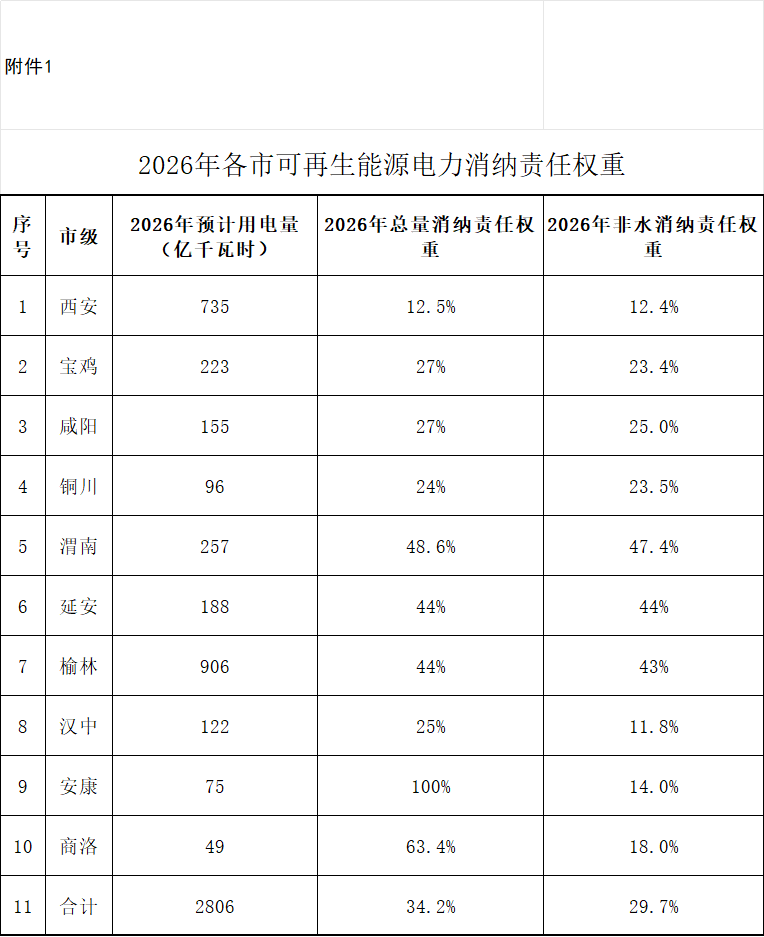 附件1
2026年各市可再生能源电力消纳责任权重
序号 市级 2026年预计用电量（亿千瓦时） 2026年总量消纳责任权重 2026年非水消纳责任权重
1 西安 735 12.5% 12.4%
2 宝鸡 223 27% 23.4%
3 咸阳 155 27% 25.0%
4 铜川 96 24% 23.5%
5 渭南 257 48.6% 47.4%
6 延安 188 44% 44%
7 榆林 906 44% 43%
8 汉中 122 25% 11.8%
9 安康 75 100% 14.0%
10 商洛 49 63.4% 18.0%
11 合计 2806 34.2% 29.7%